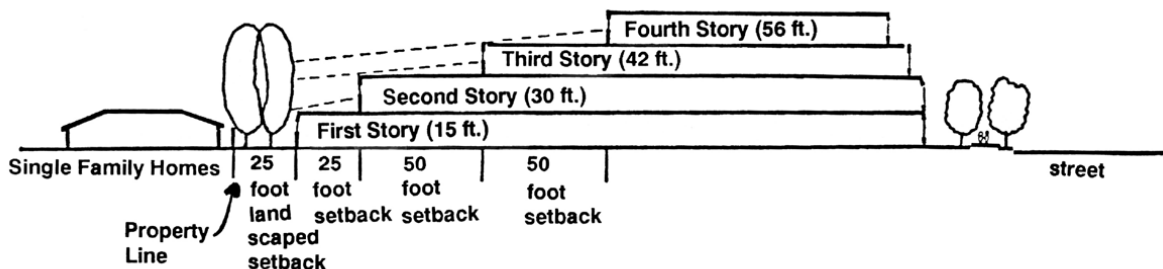 Fourth Story (56 ft.)
Third Story (42 ft.)
Second Story (30 ft.)
First Story (15 ft.)
Single Family Homes
25
foot
land
scaped
setback
25
foot
setback
50
foot
setback
50
foot
setback
street
Property
Line